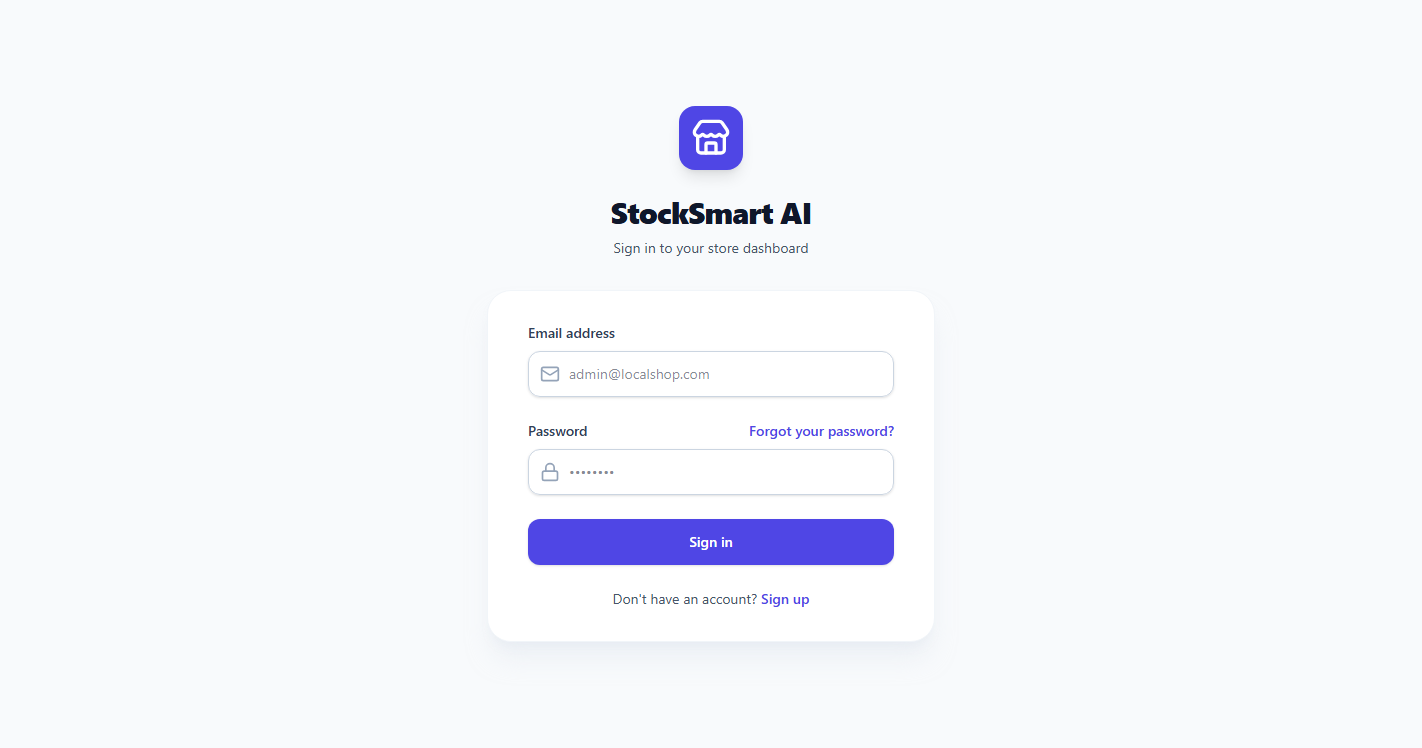 StockSmart AI
Sign in to your store dashboard
Email address
admin@localshop.com
Password
Forgot your password?
••••••••
Sign in
Don't have an account? Sign up